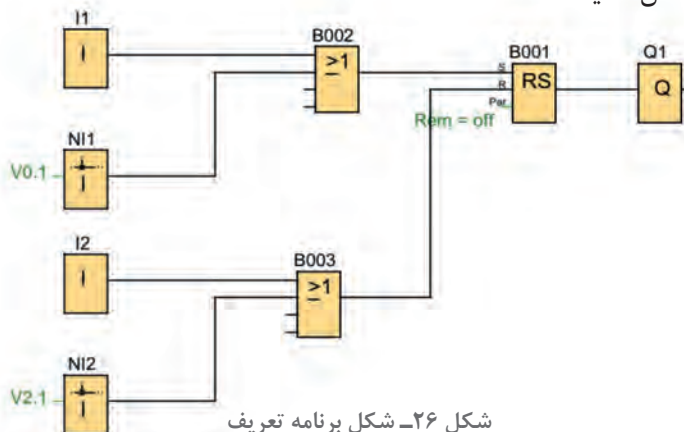 I1
I
B002
≥1
B001
S
R
Par
RS
Rem = off
Q1
Q
NI1
V0.1
I
I2
I
B003
≥1
NI2
V2.1
I
شکل ۲۶ــ شکل برنامه تعریف